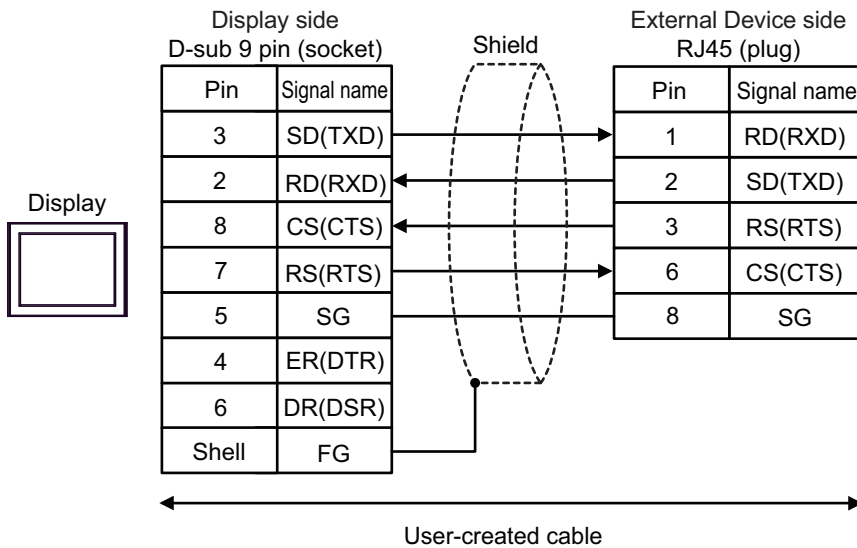 Display side
D-sub 9 pin (socket)
Shield
External Device side
RJ45 (plug)
Pin Signal name
Pin Signal name
3 SD(TXD)
1 RD(RXD)
2 RD(RXD)
2 SD(TXD)
Display
8 CS(CTS)
3 RS(RTS)
7 RS(RTS)
6 CS(CTS)
5 SG
8 SG
4 ER(DTR)
6 DR(DSR)
Shell FG
User-created cable